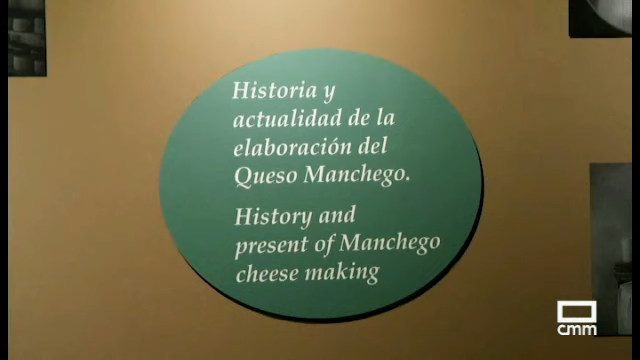 Historia y
actualidad de la
elaboración del
Queso Manchego.
History and
present of Manchego
cheese making
cmm